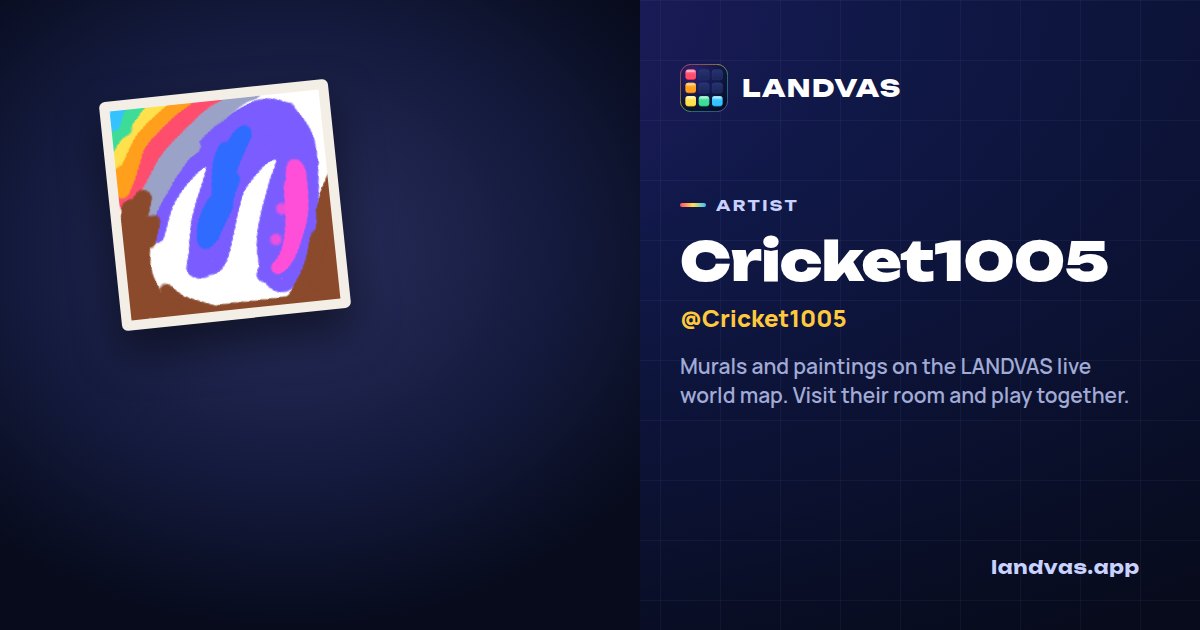 LANDVAS
ARTIST
Cricket1005
@Cricket1005
Murals and paintings on the LANDVAS live
world map. Visit their room and play together.
landvas.app